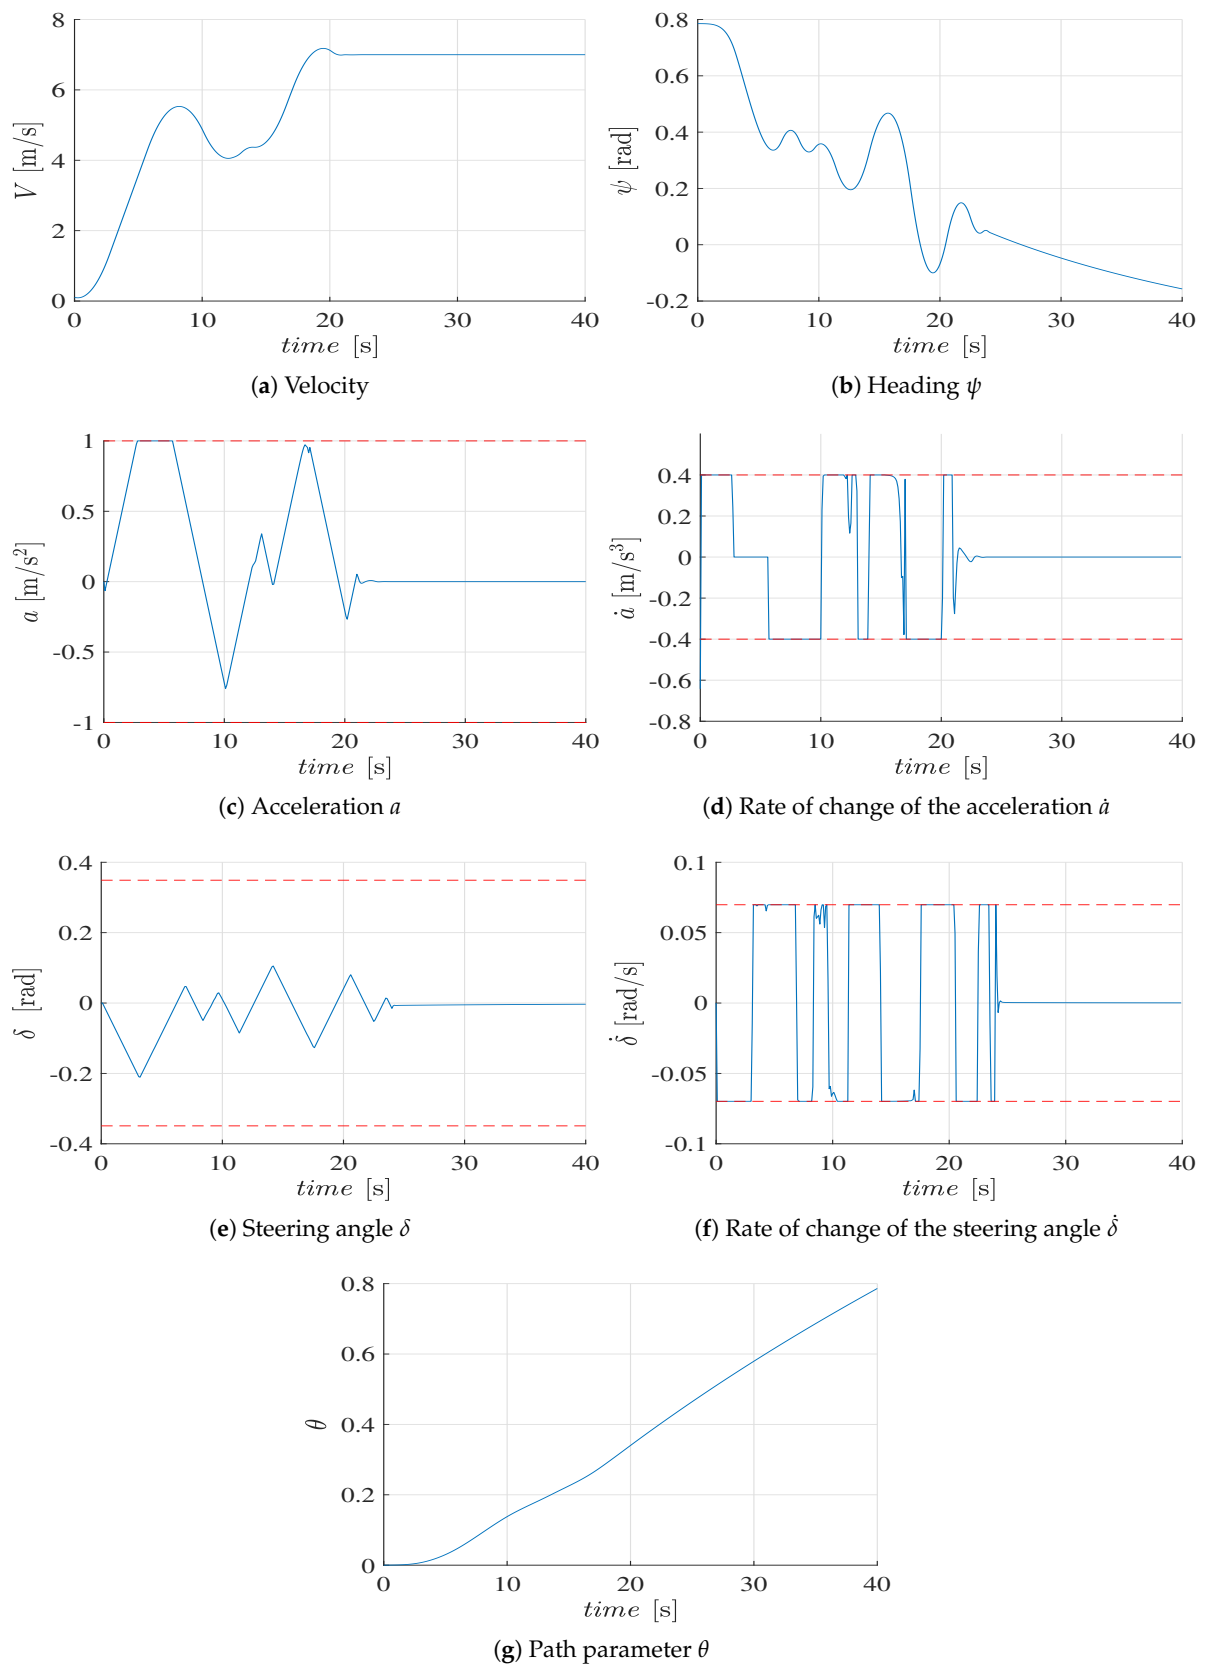 8
6
4
2
0
V [m/s]
0 10 20 30 40
time [s]
(a) Velocity
0.8
0.6
0.4
0.2
0
-0.2
ψ [rad]
0 10 20 30 40
time [s]
(b) Heading ψ
1
0.5
0
-0.5
-1
a [m/s²]
0 10 20 30 40
time [s]
(c) Acceleration a
0.4
0.2
0
-0.2
-0.4
-0.6
-0.8
ȧ [m/s³]
0 10 20 30 40
time [s]
(d) Rate of change of the acceleration ȧ
0.4
0.2
0
-0.2
-0.4
δ [rad]
0 10 20 30 40
time [s]
(e) Steering angle δ
0.1
0.05
0
-0.05
-0.1
δ̇ [rad/s]
0 10 20 30 40
time [s]
(f) Rate of change of the steering angle δ̇
0.8
0.6
0.4
0.2
0
θ
0 10 20 30 40
time [s]
(g) Path parameter θ